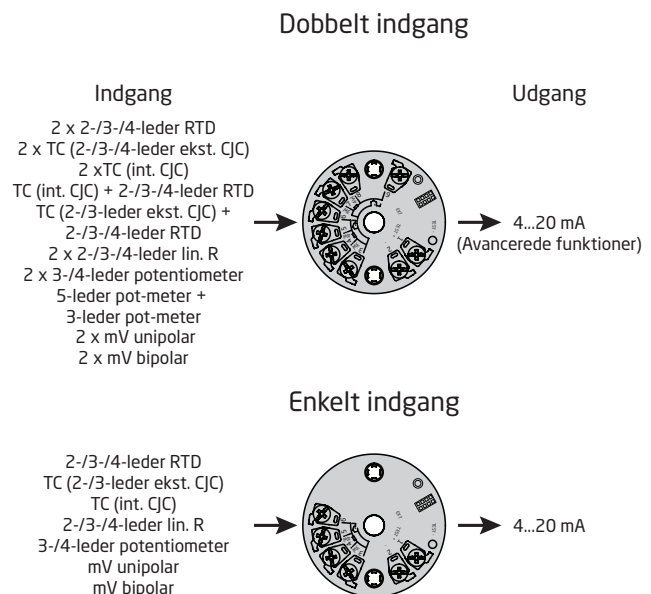 Dobbelt indgang
Indgang
Udgang
2 x 2-/3-/4-leder RTD
2 x TC (2-/3-/4-leder ekst. CJC)
2 xTC (int. CJC)
TC (int. CJC) + 2-/3-/4-leder RTD
TC (2-/3-leder ekst. CJC) +
2-/3-/4-leder RTD
2 x 2-/3-/4-leder lin. R
2 x 3-/4-leder potentiometer
5-leder pot-meter +
3-leder pot-meter
2 x mV unipolar
2 x mV bipolar
4...20 mA
(Avancerede funktioner)
Enkelt indgang
2-/3-/4-leder RTD
TC (2-/3-leder ekst. CJC)
TC (int. CJC)
2-/3-/4-leder lin. R
3-/4-leder potentiometer
mV unipolar
mV bipolar
4...20 mA